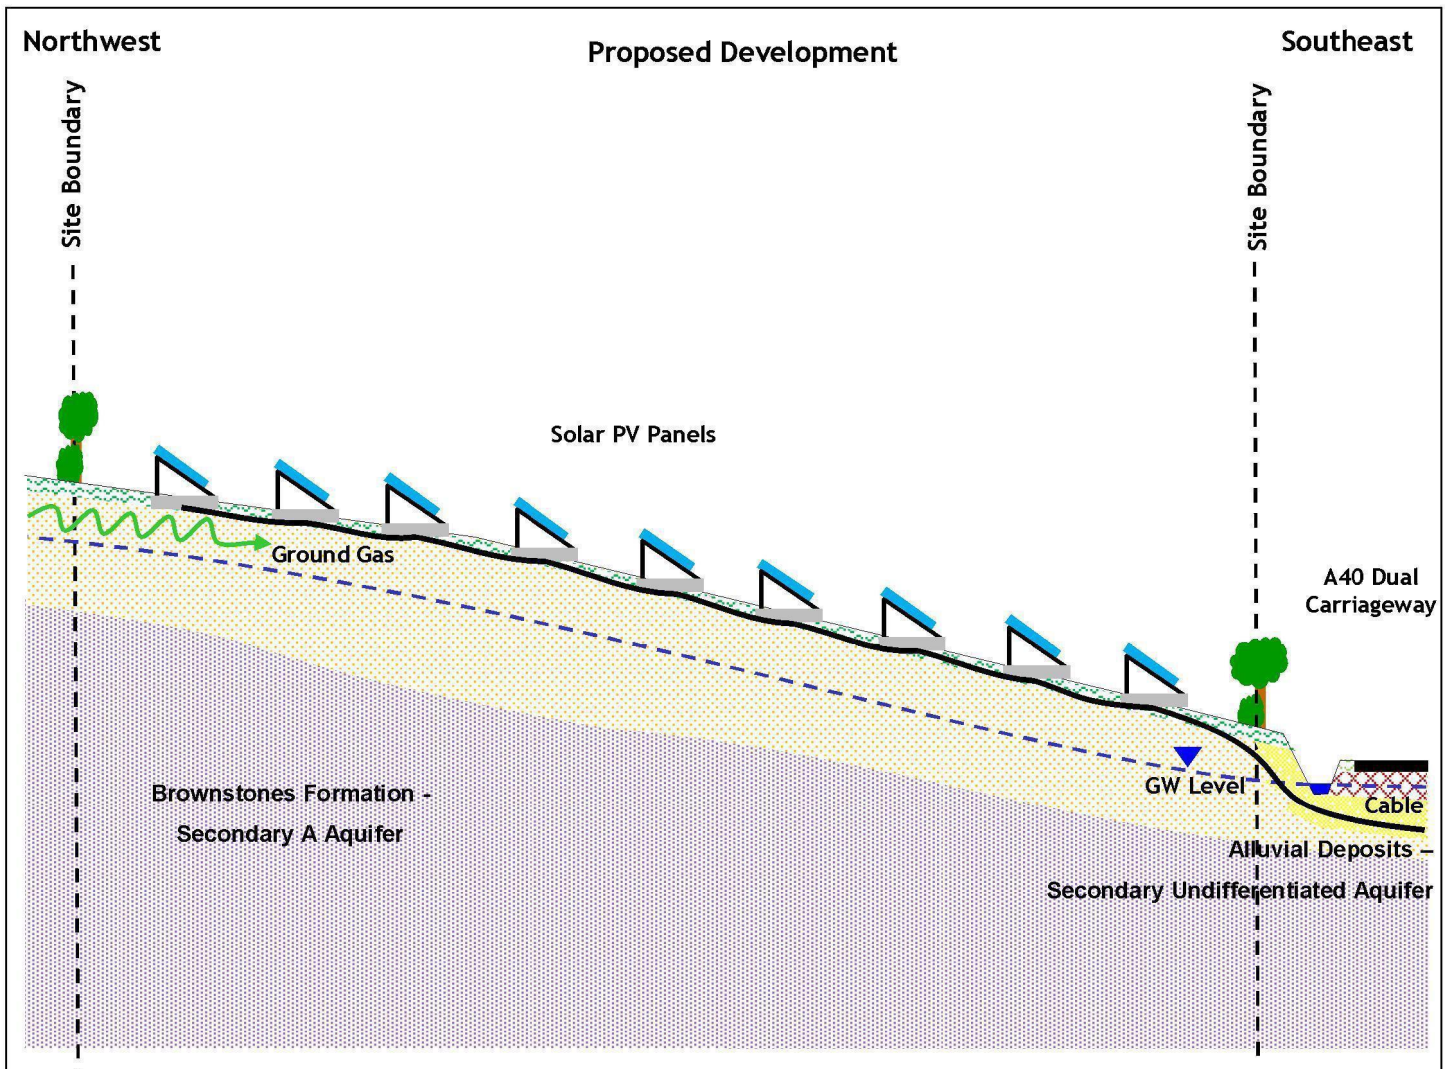 Northwest
Proposed Development
Southeast
Site Boundary
Site Boundary
Solar PV Panels
Ground Gas
A40 Dual
Carriageway
GW Level
Cable
Brownstones Formation -
Secondary A Aquifer
Alluvial Deposits –
Secondary Undifferentiated Aquifer